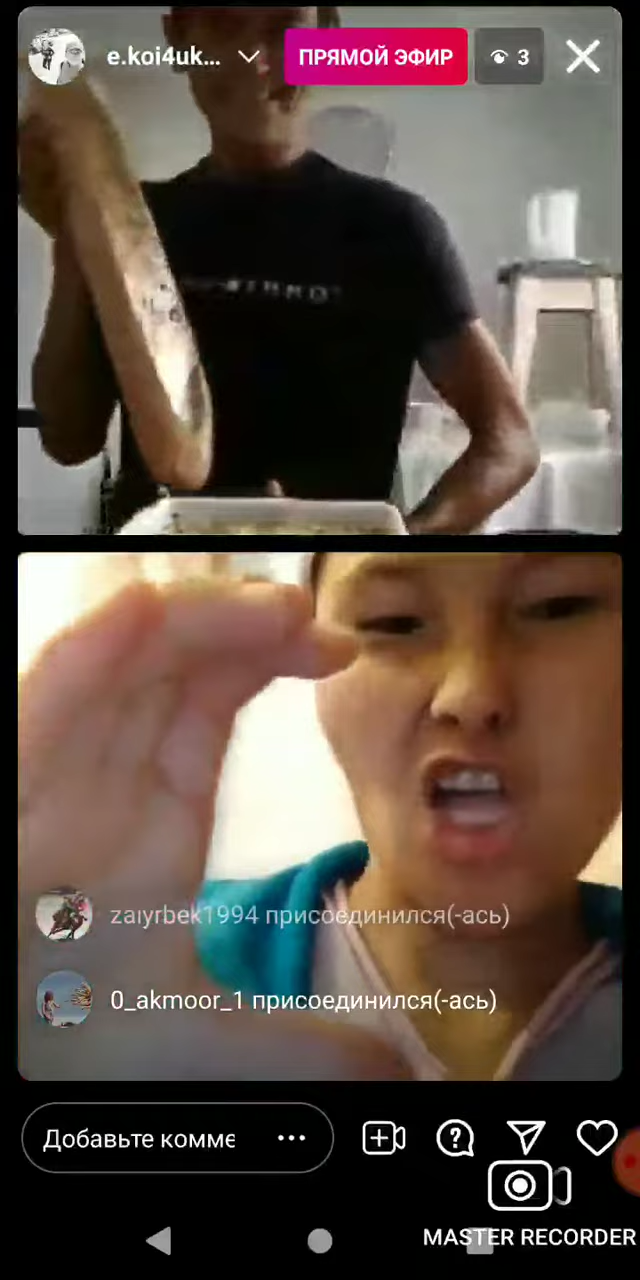 e.koi4uk...
ПРЯМОЙ ЭФИР
3
zaiyrbek1994 присоединился(-ась)
0_akmoor_1 присоединился(-ась)
Добавьте комме
MASTER RECORDER